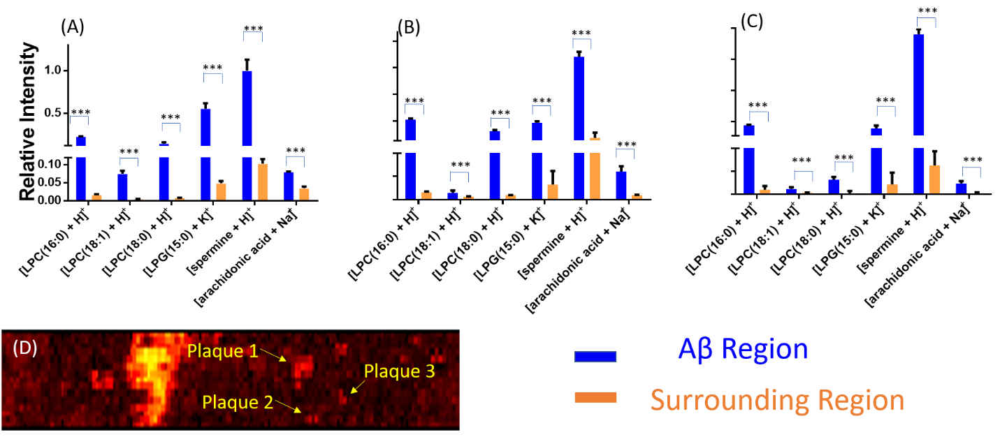 (A)
(B)
(C)
Relative Intensity
1.0
0.5
0.10
0.05
0.00
***
***
***
***
***
***
[LPC(16:0) + H]+
[LPC(18:1) + H]+
[LPC(18:0) + H]+
[LPG(15:0) + K]+
[spermine + H]+
[arachidonic acid + Na]+
***
***
***
***
***
***
[LPC(16:0) + H]+
[LPC(18:1) + H]+
[LPC(18:0) + H]+
[LPG(15:0) + K]+
[spermine + H]+
[arachidonic acid + Na]+
***
***
***
***
***
***
[LPC(16:0) + H]+
[LPC(18:1) + H]+
[LPC(18:0) + H]+
[LPG(15:0) + K]+
[spermine + H]+
[arachidonic acid + Na]+
(D)
Plaque 1
Plaque 3
Plaque 2
Aβ Region
Surrounding Region